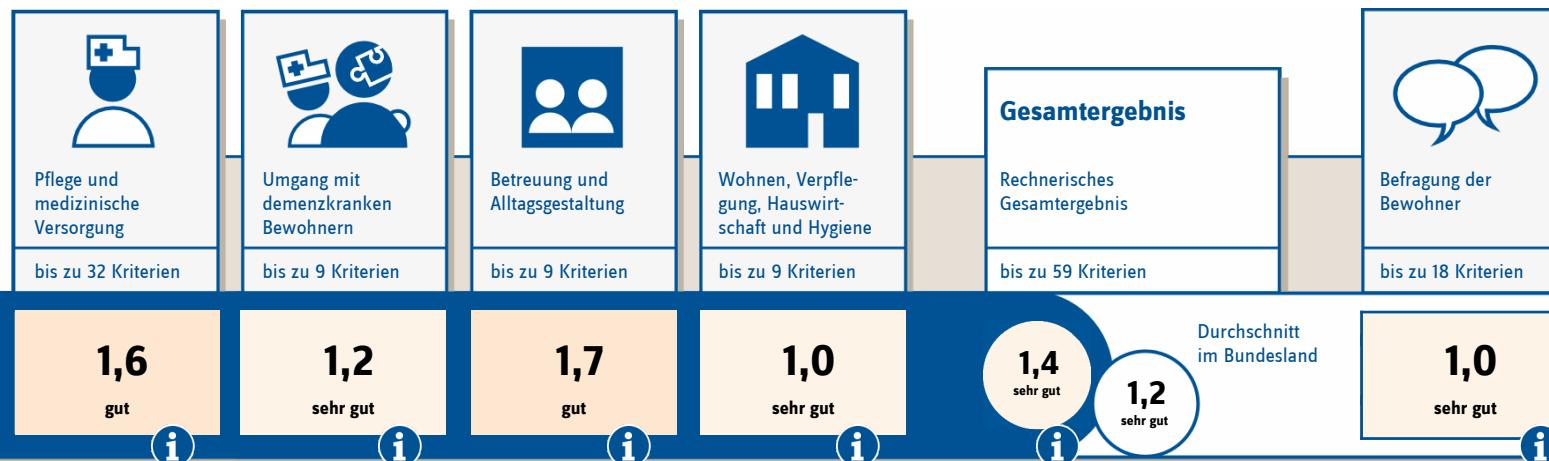 Pflege und
medizinische
Versorgung
bis zu 32 Kriterien
1,6
gut
i
Umgang mit
demenzkranken
Bewohnern
bis zu 9 Kriterien
1,2
sehr gut
i
Betreuung und
Alltagsgestaltung
bis zu 9 Kriterien
1,7
gut
i
Wohnen, Verpfle-
gung, Hauswirt-
schaft und Hygiene
bis zu 9 Kriterien
1,0
sehr gut
i
Gesamtergebnis
Rechnerisches
Gesamtergebnis
bis zu 59 Kriterien
1,4
sehr gut
i
Durchschnitt
im Bundesland
1,2
sehr gut
Befragung der
Bewohner
bis zu 18 Kriterien
1,0
sehr gut
i